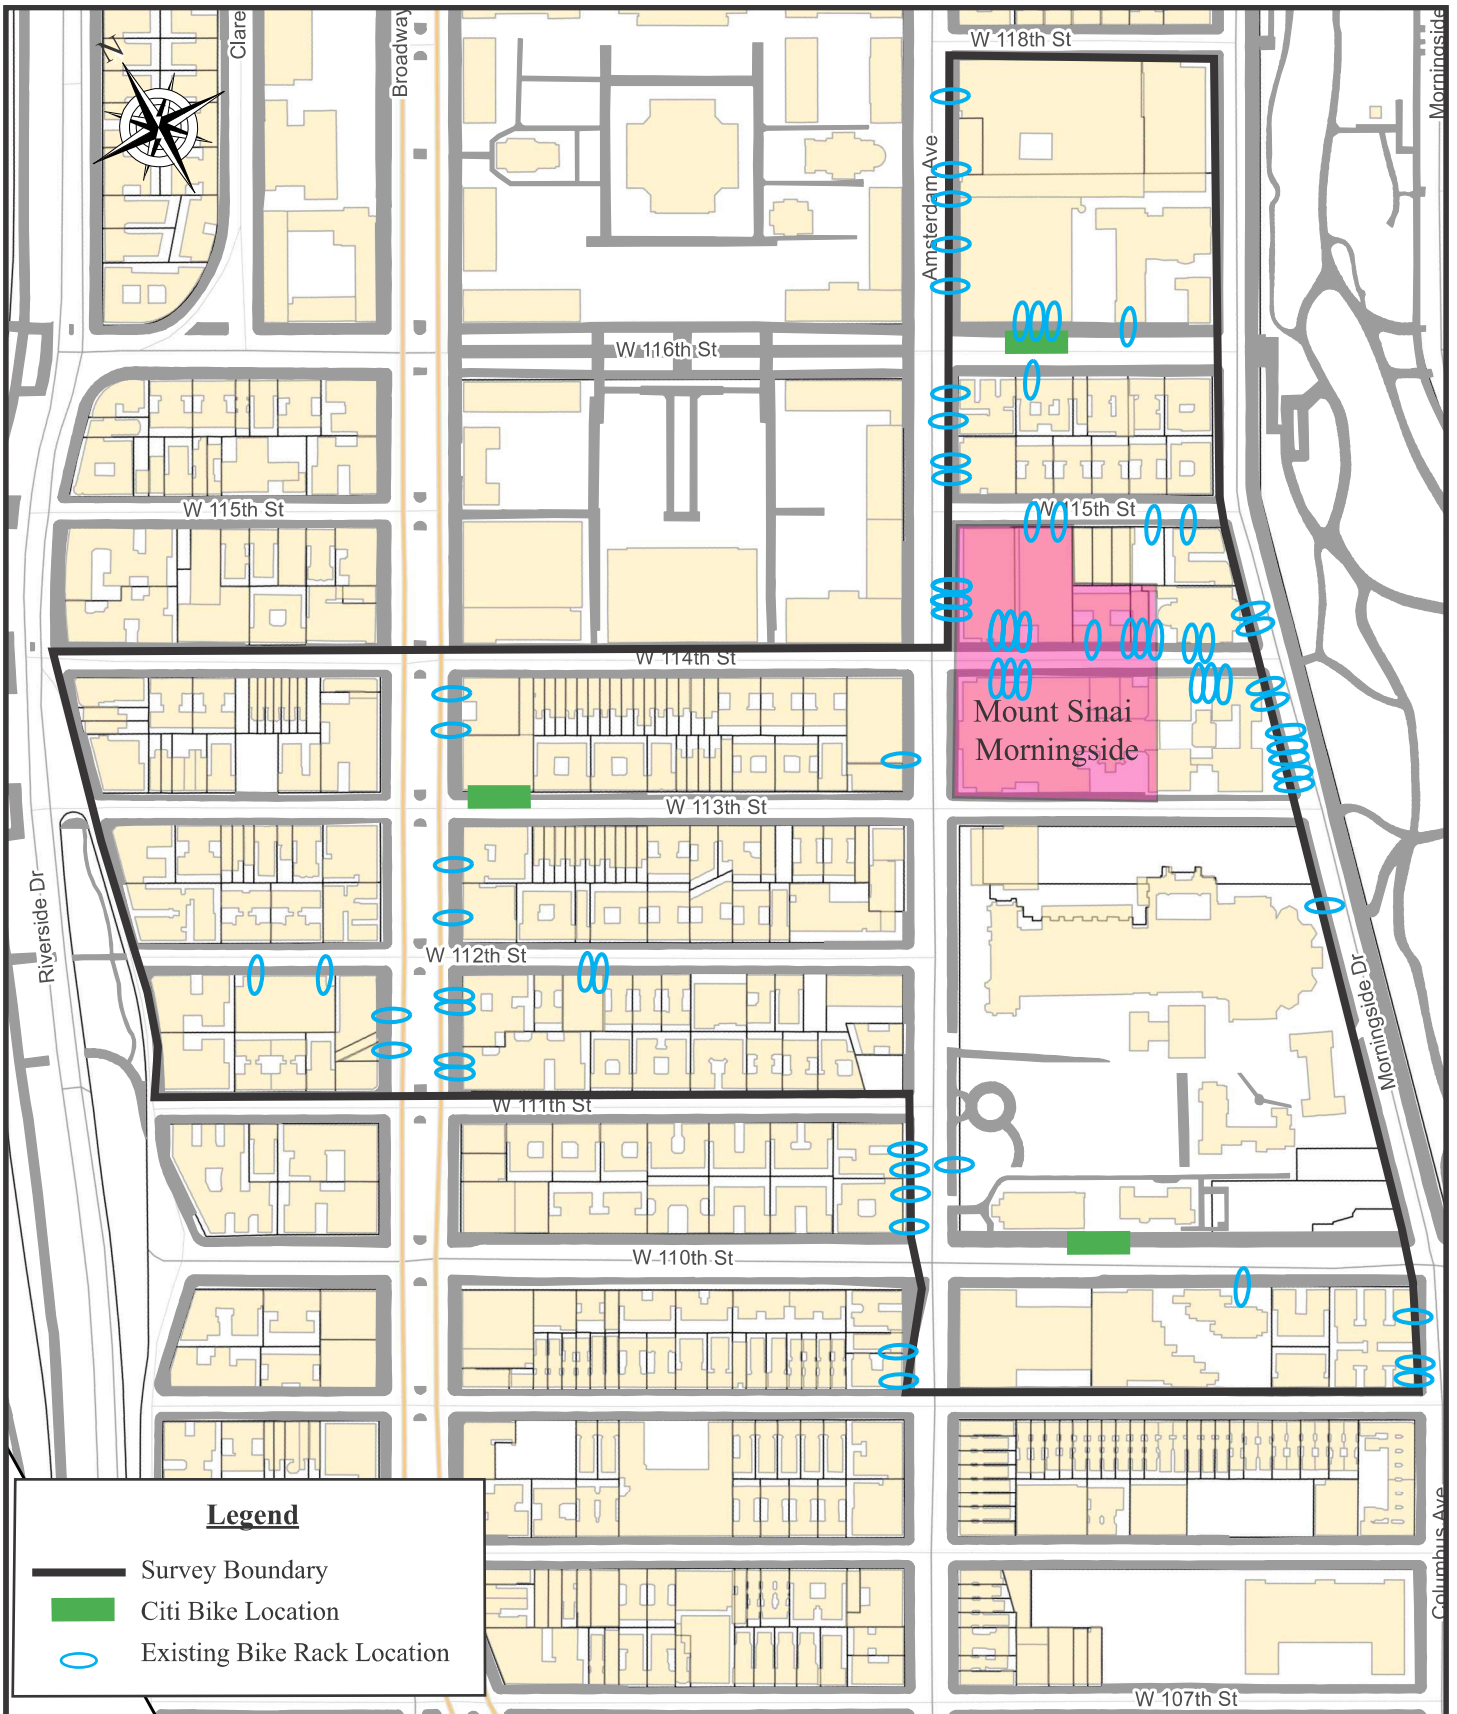 N
Clare
Broadway
W 118th St
Morningside
Amsterdam Ave
W 116th St
W 115th St
W 115th St
W 114th St
Mount Sinai
Morningside
W 113th St
Riverside Dr
W 112th St
Morningside Dr
W 111th St
W 110th St
Columbus Ave
Legend
Survey Boundary
Citi Bike Location
Existing Bike Rack Location
W 107th St